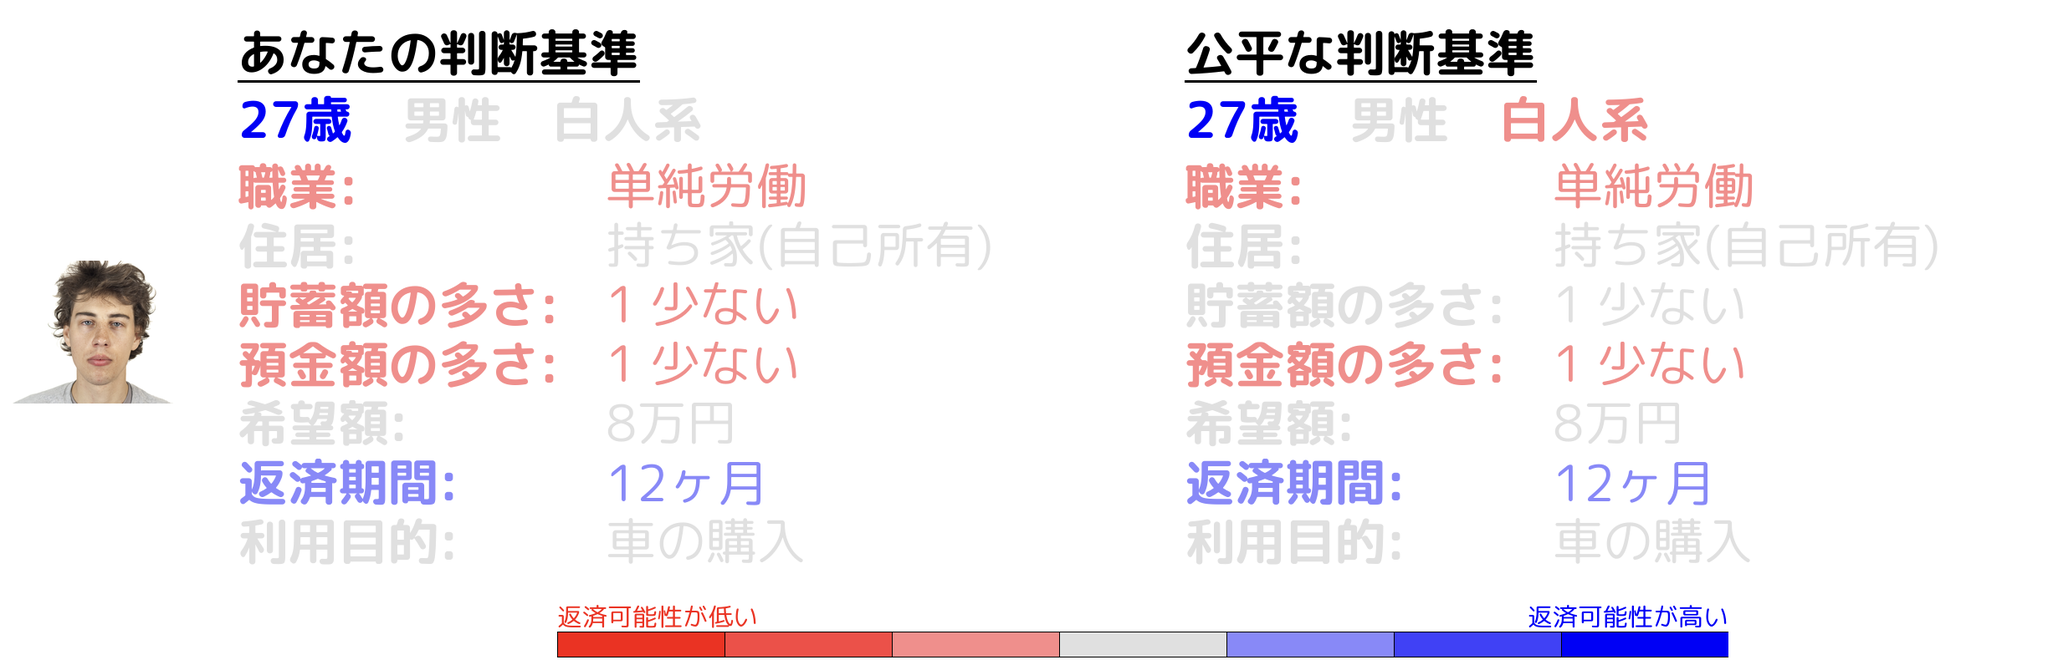 あなたの判断基準
27歳 男性 白人系
職業: 単純労働
住居: 持ち家(自己所有)
貯蓄額の多さ: 1 少ない
預金額の多さ: 1 少ない
希望額: 8万円
返済期間: 12ヶ月
利用目的: 車の購入
公平な判断基準
27歳 男性 白人系
職業: 単純労働
住居: 持ち家(自己所有)
貯蓄額の多さ: 1 少ない
預金額の多さ: 1 少ない
希望額: 8万円
返済期間: 12ヶ月
利用目的: 車の購入
返済可能性が低い
返済可能性が高い